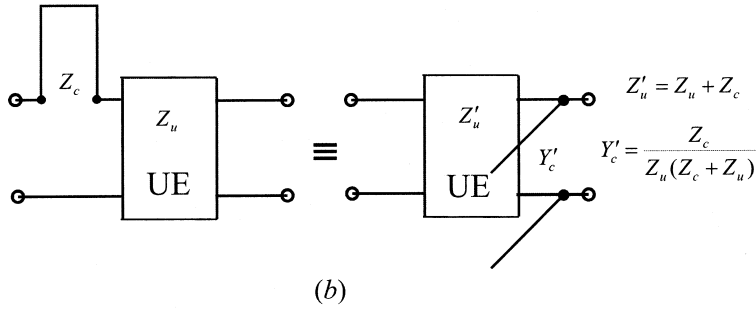 Z_c
Z_u
UE
≡
Z'_u
UE
Y'_c
Z'_u = Z_u + Z_c
Y'_c = Z_c / Z_u(Z_c + Z_u)
(b)